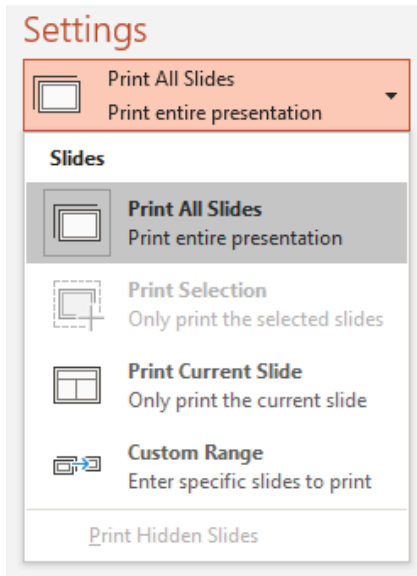 Settings
Print All Slides
Print entire presentation
Slides
Print All Slides
Print entire presentation
Print Selection
Only print the selected slides
Print Current Slide
Only print the current slide
Custom Range
Enter specific slides to print
Print Hidden Slides